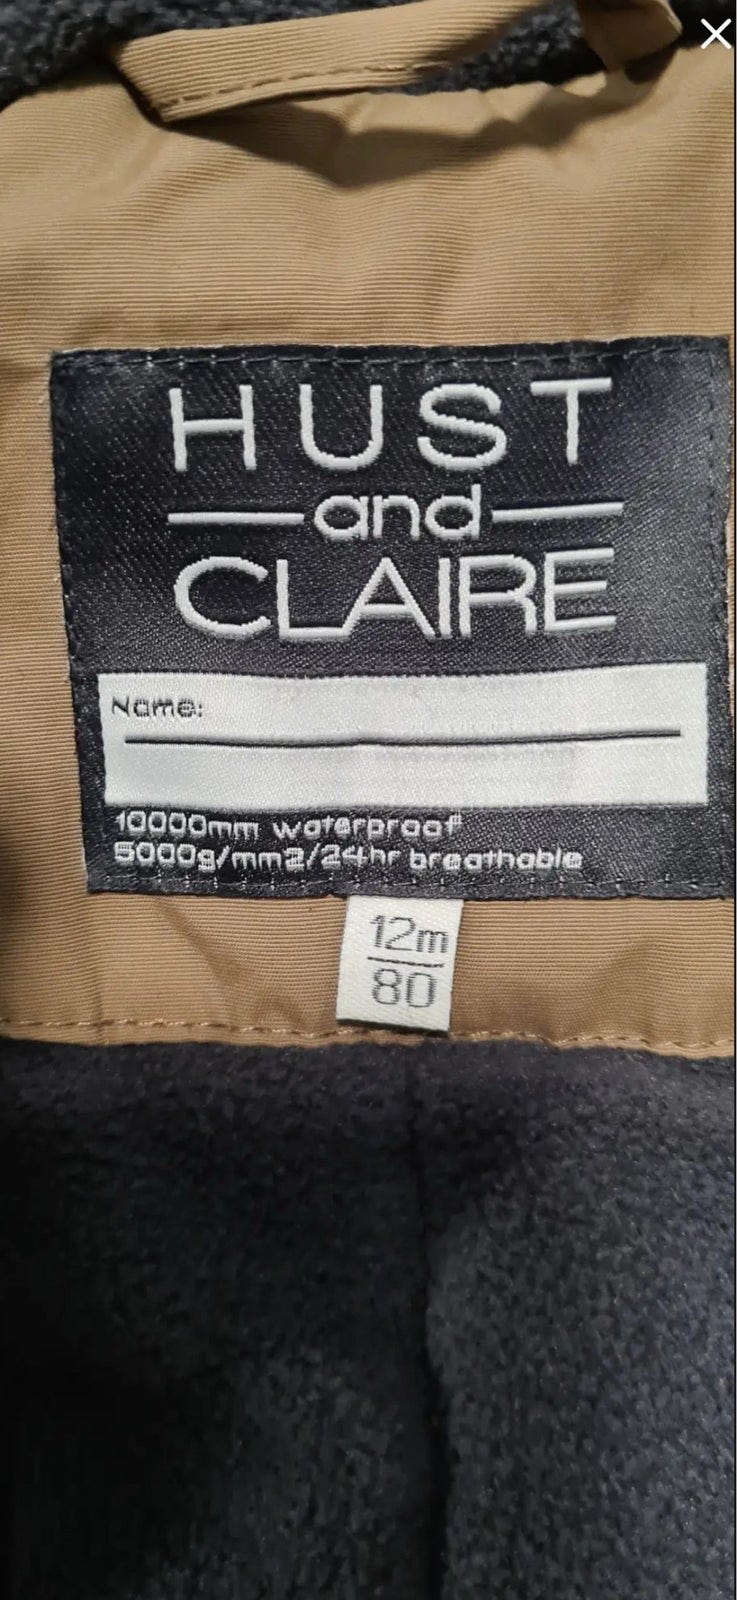 HUST
and
CLAIRE
Name:
10000mm waterproof
5000g/mm2/24hr breathable
12m
80